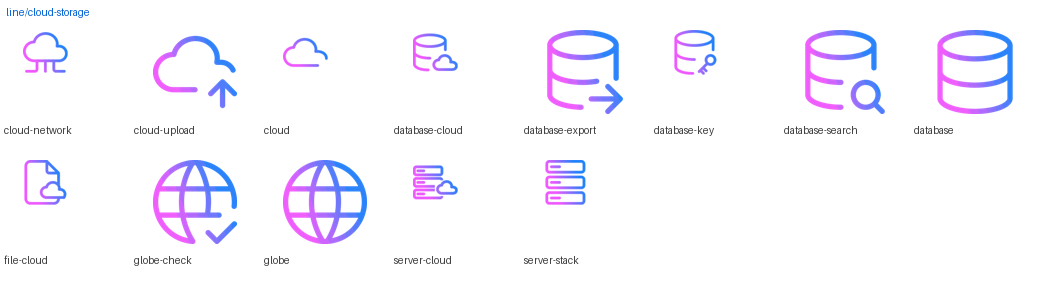 line/cloud-storage
cloud-network cloud-upload cloud database-cloud database-export database-key database-search database
file-cloud globe-check globe server-cloud server-stack